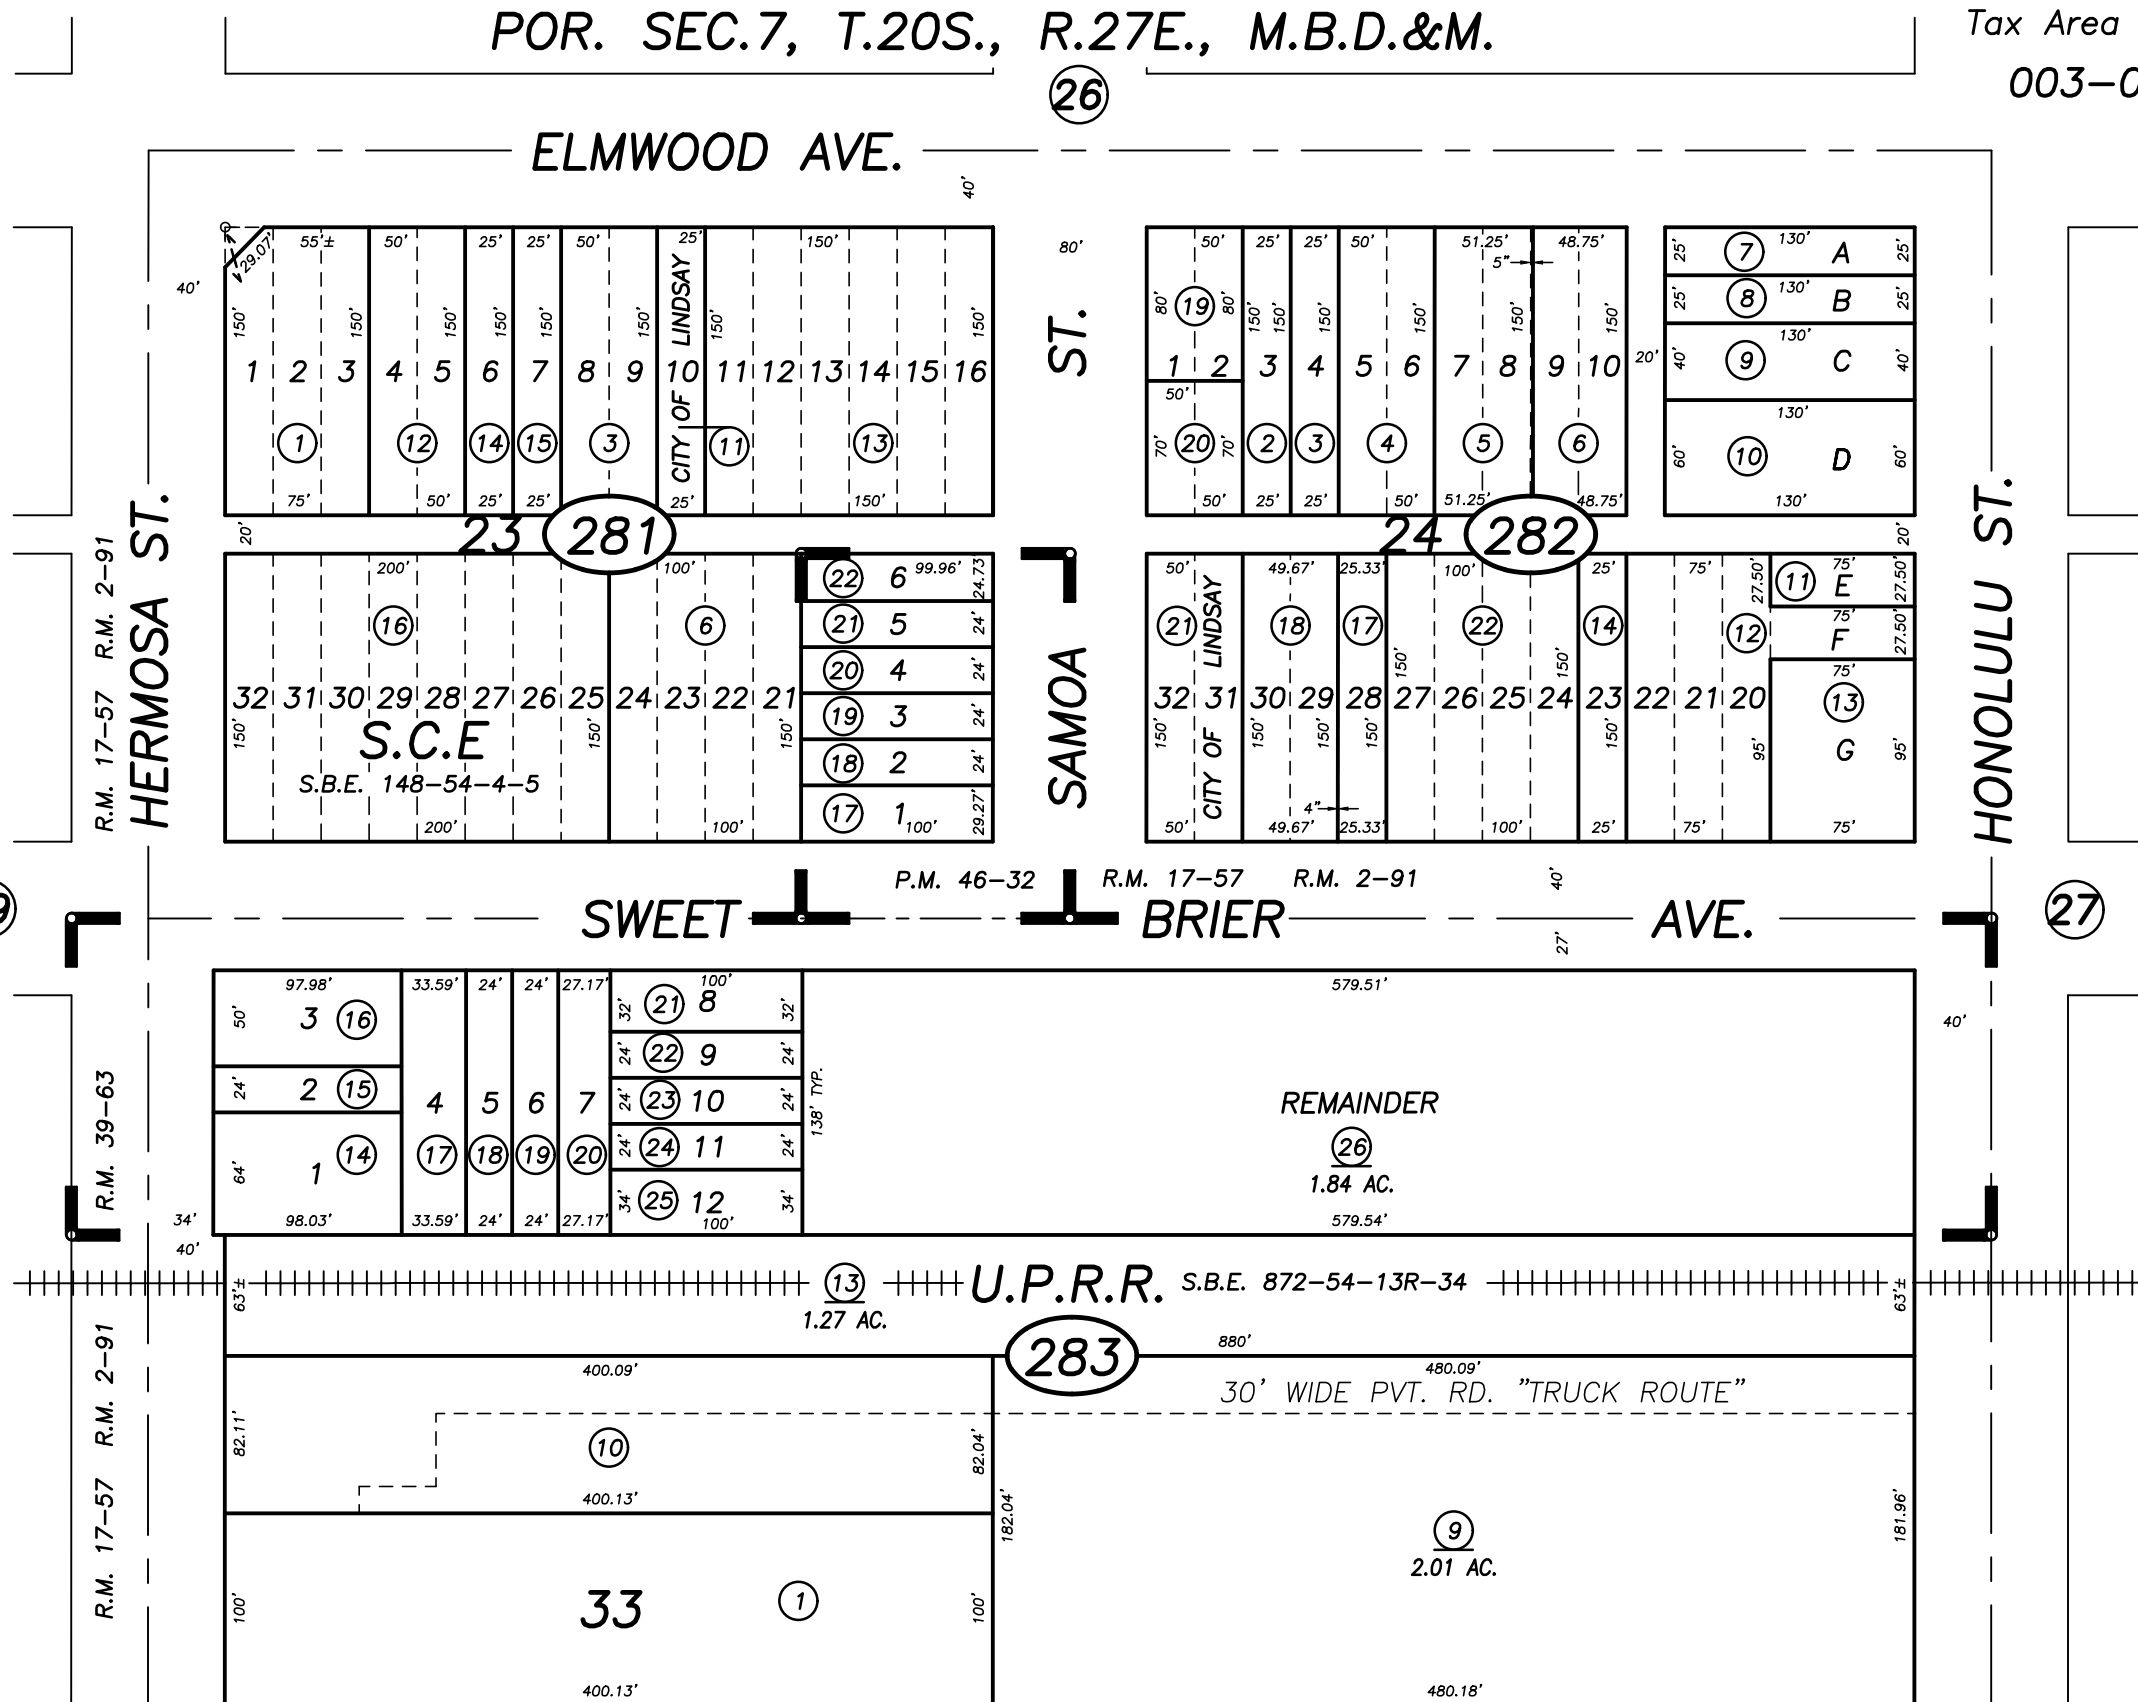 POR. SEC.7, T.20S., R.27E., M.B.D.&M.
Tax Area
003-0
26
ELMWOOD AVE.
40'
29.07' 55'± 50' 25' 25' 50' 25' 150'
80'
50' 25' 25' 50' 51.25' 48.75'
5"
40'
150' 150' 150' 150' 150' 150' 150' 150'
80' 80' 150' 150' 150' 150' 150' 150'
19
1 2 3 4 5 6 7 8 9 10 11 12 13 14 15 16
CITY OF LINDSAY
1 12 14 15 3 11 13
75' 50' 25' 25' 25' 150'
1 2 3 4 5 6 7 8 9 10
50'
70' 20 70' 2 3 4 5 6
50' 25' 25' 50' 51.25' 48.75'
20'
25' 7 130' A 25'
25' 8 130' B 25'
40' 9 130' C 40'
60' 10 130' D 60'
130'
HERMOSA ST.
SAMOA ST.
HONOLULU ST.
R.M. 17-57 R.M. 2-91
20'
23 281
24 282
20'
200' 100'
16 6
32 31 30 29 28 27 26 25 24 23 22 21
150' 150' 150'
S.C.E
S.B.E. 148-54-4-5
200' 100'
22 6 99.96' 24.73'
21 5 24'
20 4 24'
19 3 24'
18 2 24'
17 1 100' 29.27'
50' 49.67' 25.33' 100' 25' 75'
21 18 17 22 14 12
CITY OF LINDSAY
150' 150'
32 31 30 29 28 27 26 25 24 23 22 21 20
150' 150' 150' 150' 150' 95'
4"
50' 49.67' 25.33' 100' 25' 75' 75'
27.50' 11 75' E 27.50'
75' F 27.50'
75'
13
G 95'
P.M. 46-32 R.M. 17-57 R.M. 2-91
40'
SWEET BRIER AVE.
27'
9
27
97.98' 33.59' 24' 24' 27.17' 100' 579.51'
50' 3 16
24' 2 15
64' 1 14
4 5 6 7
17 18 19 20
98.03' 33.59' 24' 24' 27.17' 100' 579.54'
32' 21 8 32'
24' 22 9 24'
24' 23 10 24'
24' 24 11 24'
34' 25 12 34'
138' TYP.
REMAINDER
26
1.84 AC.
40'
R.M. 39-63
34'
40'
63'± 13 U.P.R.R. S.B.E. 872-54-13R-34 63'±
1.27 AC.
283
880'
400.09' 480.09'
30' WIDE PVT. RD. "TRUCK ROUTE"
R.M. 17-57 R.M. 2-91
82.11' 10 82.04'
400.13'
182.04' 9 181.96'
2.01 AC.
100' 33 1 100'
400.13' 480.18'